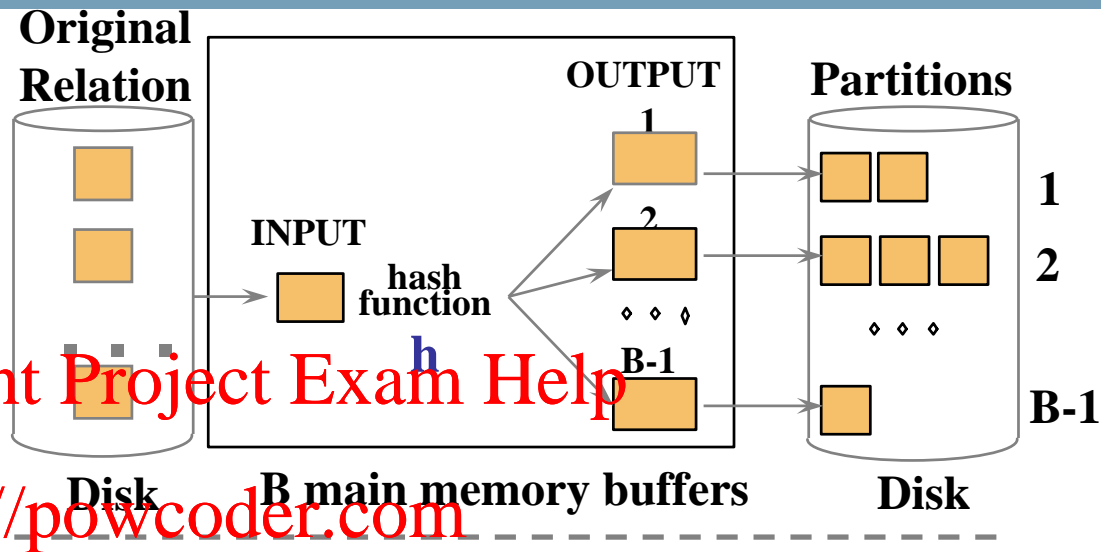 Original
Relation
OUTPUT
Partitions
1
1
2
INPUT
2
hash
function
h
B-1
B-1
nt Project Exam Help
Disk
B main memory buffers
Disk
//powcoder.com